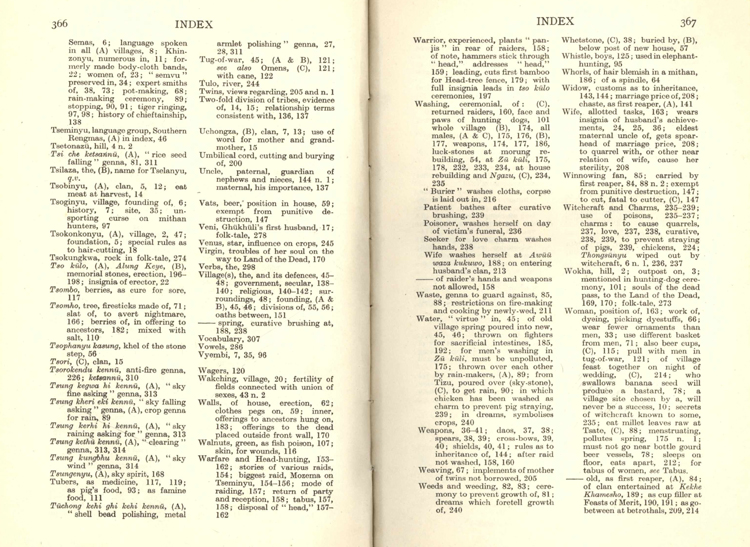 366
INDEX
Semas, 6; language spoken
in all (A) villages, 8; Khin-
zonyu, numerous in, 11; for-
merly made body-cloth bands,
22; women of, 23; “semvu”
preserved in, 34; expert smiths
of, 38, 73; pot-making, 68;
rain-making ceremony, 89;
stopping, 90, 91; tiger ringing,
97, 98; history of chieftainship,
138
Tseminyu, language group, Southern
Rengmas, (A) in, 46
Tsetonazü, hill, 4 n. 2
Tsi che ketsannü, (A), “rice seed
falling” genna, 81, 311
Tsilaza, the, (B), name for Tselanyu,
q.v.
Tsobinyu, (A), clan, 5, 12; eat
meat at harvest, 14
Tsoginyu, village, founding of, 6;
history, 7; site, 35; un-
sporting curse on mithan
hunters, 97
Tsokonkonyu, (A), village, 2, 47;
foundation, 5; special rules as
to hair-cutting, 18
Tsokungkwa, rock in folk-tale, 274
Tso külo, (A), Alung Keye, (B),
memorial stones, erection, 196–
198; insignia of erector, 22
Tsomho, berries, as cure for sore,
117
Tsomho, tree, firesticks made of, 71;
slat of, to avert nightmare,
166; berries of, in offering to
ancestors, 182; mixed with
salt, 110
Tsophanyu kasung, khel of the stone
step, 56
Tsori, (C), clan, 15
Tsorokendu kennü, anti-fire genna,
226; ketsannü, 310
Tsung kegwa hi kennü, (A), “sky
fine asking” genna, 313
Tsung kheri eki kennü, “sky falling
asking” genna, (A), crop genna
for rain, 89
Tsung kerhi hi kennü, (A), “sky
raining asking for” genna, 313
Tsung kethü kennü, (A), “clearing”
genna, 313, 314
Tsung kungbhu kennü, (A), “sky
wind” genna, 314
Tsungenyu, (A), sky spirit, 168
Tubers, as medicine, 117, 119;
as pig's food, 93; as famine
food, 111
Tüchong kehi ghi kehi kennü, (A),
“shell bead polishing, metal
armlet polishing” genna, 27,
28, 311
Tug-of-war, 45; (A & B), 121;
see also Omens, (C), 121;
with cane, 122
Tulo, river, 244
Twins, views regarding, 205 and n. 1
Two-fold division of tribes, evidence
of, 14, 15; relationship terms
consistent with, 136, 137
Uchongza, (B), clan, 7, 13; use of
word for mother and grand-
mother, 15
Umbilical cord, cutting and burying
of, 200
Uncle, paternal, guardian of
nephews and nieces, 144 n. 1;
maternal, his importance, 137
Vats, beer, position in house, 59;
exempt from punitive de-
struction, 147
Veni, Ghükhüli's first husband, 17;
folk-tale, 278
Venus, star, influence on crops, 245
Virgin, troubles of her soul on the
way to Land of the Dead, 170
Verbs, the, 298
Village(s), the, and its defences, 45–
48; government, secular, 138–
140; religious, 140–142; sur-
roundings, 48; founding, (A &
B), 45, 46; divisions of, 55, 56;
oaths between, 151
—— spring, curative brushing at,
188, 238
Vocabulary, 307
Vowels, 286
Vyembi, 7, 35, 96
Wagers, 120
Wakching, village, 20; fertility of
fields connected with union of
sexes, 43 n. 2
Walls, of house, erection, 62;
clothes pegs on, 59; inner,
offerings to ancestors hung on,
183; offerings to the dead
placed outside front wall, 170
Walnuts, green, as fish poison, 107;
skin, for wounds, 116
Warfare and Head-hunting, 153–
162; stories of various raids,
154; biggest raid, Mozema on
Tseminyu, 154–156; mode of
raiding, 157; return of party
and reception, 158; tabus, 157,
158; disposal of “head,” 157–
162
INDEX
367
Warrior, experienced, plants “pan-
jis” in rear of raiders, 158;
of note, hammers stick through
“head,” addresses “head,”
159; leading, cuts first bamboo
for Head-tree fence, 179; with
full insignia leads in tso külo
ceremonies, 197
Washing, ceremonial, of: (C),
returned raiders, 160, face and
paws of hunting dogs, 101
whole village (B), 174, all
males, (A & C), 175, 176, (B),
177, weapons, 174, 177, 186,
luck-stones at morung re-
building, 54, at Zü küli, 175,
178, 232, 233, 234, at house
rebuilding and Ngazu, (C), 234,
235
“Burier” washes cloths, corpse
is laid out in, 216
Patient bathes after curative
brushing, 239
Poisoner, washes herself on day
of victim's funeral, 236
Seeker for love charm washes
hands, 238
Wife washes herself at Awüü
waza kukuwo, 188; on entering
husband's clan, 213
—— of raider's hands and weapons
not allowed, 158
Waste, genna to guard against, 85,
88; restrictions on fire-making
and cooking by newly-wed, 211
Water, “virtue” in, 45; of old
village spring poured into new,
45, 46; thrown on fighters
for sacrificial intestines, 185,
192; for men's washing in
Zü küli, must be unpolluted,
175; thrown over each other
by rain-makers, (A), 89; from
Tizu, poured over (sky-stone),
(C), to get rain, 90; in which
chicken has been washed as
charm to prevent pig straying,
239; in dreams, symbolises
crops, 240
Weapons, 36–41; daos, 37, 38;
spears, 38, 39; cross-bows, 39,
40; shields, 40, 41; rules as to
inheritance of, 144; after raid
not washed, 158, 160
Weaving, 67; implements of mother
of twins not borrowed, 205
Weeds and weeding, 82, 83; cere-
mony to prevent growth of, 81;
dreams which foretell growth
of, 240
Whetstone, (C), 38; buried by, (B),
below post of new house, 57
Whistle, boys, 125; used in elephant-
hunting, 95
Whorls, of hair blemish in a mithan,
186; of a spindle, 64
Widow, customs as to inheritance,
143, 144; marriage price of, 208;
chaste, as first reaper, (A), 141
Wife, allotted tasks, 163; wears
insignia of husband's achieve-
ments, 24, 25, 36; eldest
maternal uncle of, gets spear-
head of marriage price, 208;
to quarrel with, or other near
relation of wife, cause her
sterility, 208
Winnowing fan, 85; carried by
first reaper, 84, 88 n. 2; exempt
from punitive destruction, 147;
to cut, fatal to cutter, (C), 147
Witchcraft and Charms, 235–239;
use of poisons, 235–237;
charms: to cause quarrels,
237, love, 237, 238, curative,
238, 239, to prevent straying
of pigs, 239, chickens, 224;
Thongsünyu wiped out by
witchcraft, 6 n. 1, 236, 237
Wokha, hill, 2; outpost on, 3;
mentioned in hunting-dog cere-
mony, 101; souls of the dead
pass, to the Land of the Dead,
169, 170; folk-tale, 273
Woman, position of, 163; work of,
dyeing, picking dyestuffs, 66;
wear fewer ornaments than
men, 33; use different basket
from men, 71; also beer cups,
(C), 115; pull with men in
tug-of-war, 121; of village
feast together on night of
wedding, (C), 214; who
swallows banana seed will
produce a bastard, 78; a
village site chosen by a, will
never be a success, 10; secrets
of witchcraft known to some,
235; eat millet leaves raw at
Tsate, (C), 88; menstruating,
pollutes spring, 175 n. 1;
must not go near bottle gourd
beer vessels, 78; sleeps on
floor, eats apart, 212; for
tabus of women, see Tabus.
—— old, as first reaper, (A), 84;
of clan entertained at Kekhe
Khamesho, 189; as cup filler at
Feasts of Merit, 190, 191; as go-
between at betrothals, 209, 214